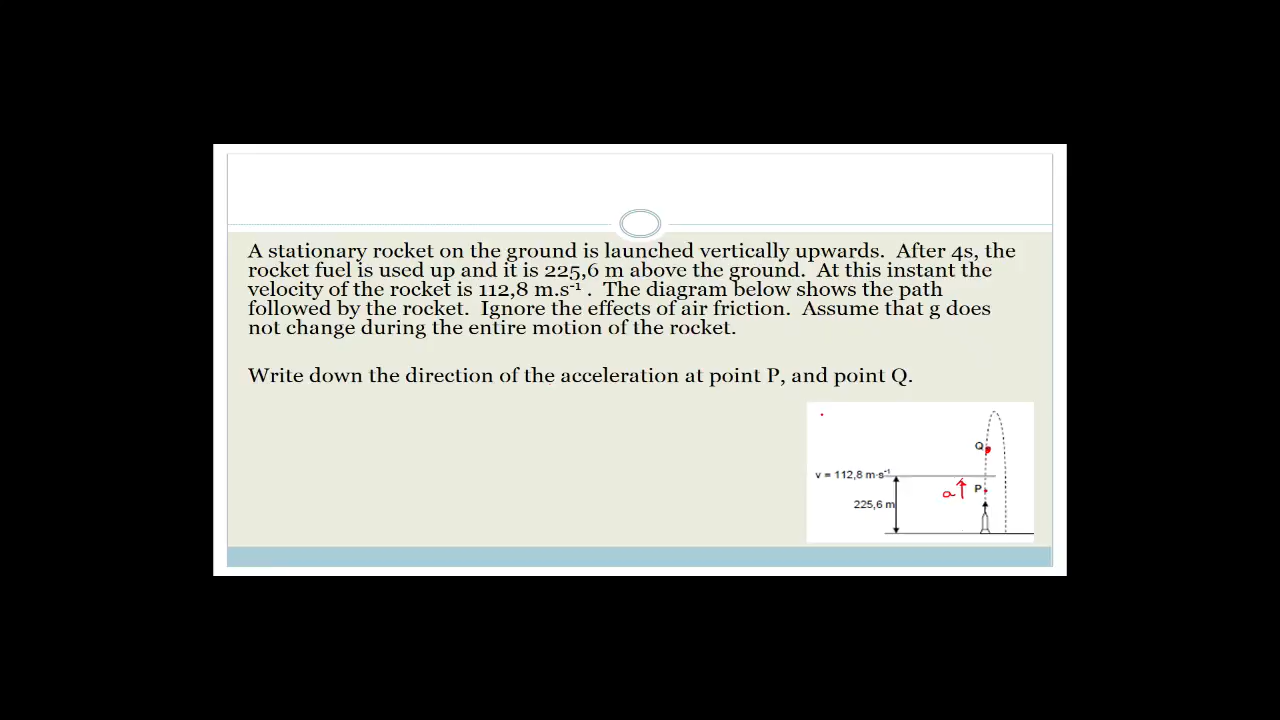 A stationary rocket on the ground is launched vertically upwards. After 4s, the
rocket fuel is used up and it is 225,6 m above the ground. At this instant the
velocity of the rocket is 112,8 m.s⁻¹ . The diagram below shows the path
followed by the rocket. Ignore the effects of air friction. Assume that g does
not change during the entire motion of the rocket.
Write down the direction of the acceleration at point P, and point Q.
Q
v = 112,8 m·s⁻¹
a P
225,6 m